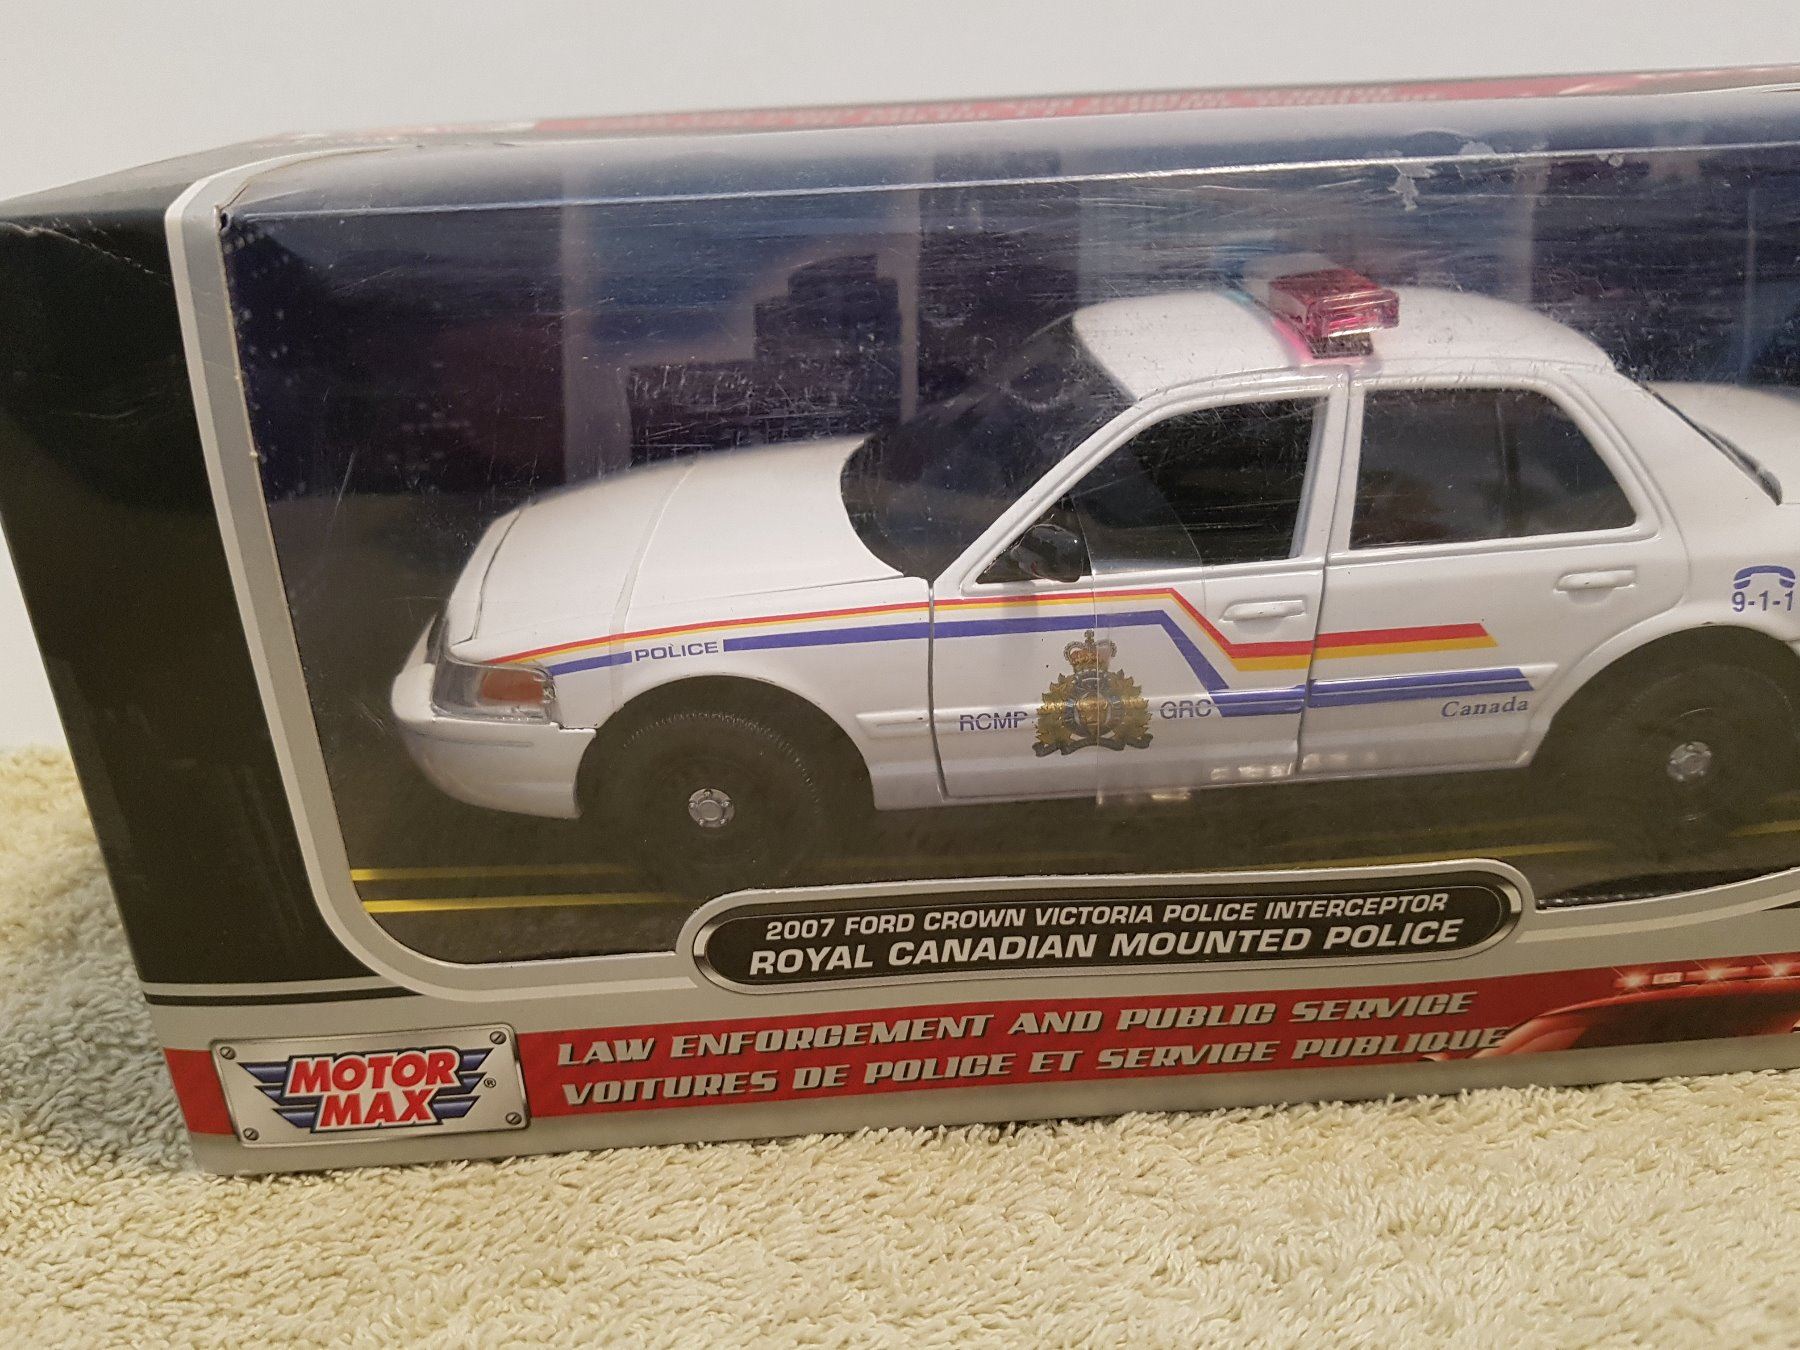 POLICE
RCMP GRC
Canada
9-1-1
2007 FORD CROWN VICTORIA POLICE INTERCEPTOR
ROYAL CANADIAN MOUNTED POLICE
MOTOR
MAX
®
LAW ENFORCEMENT AND PUBLIC SERVICE
VOITURES DE POLICE ET SERVICE PUBLIQUE